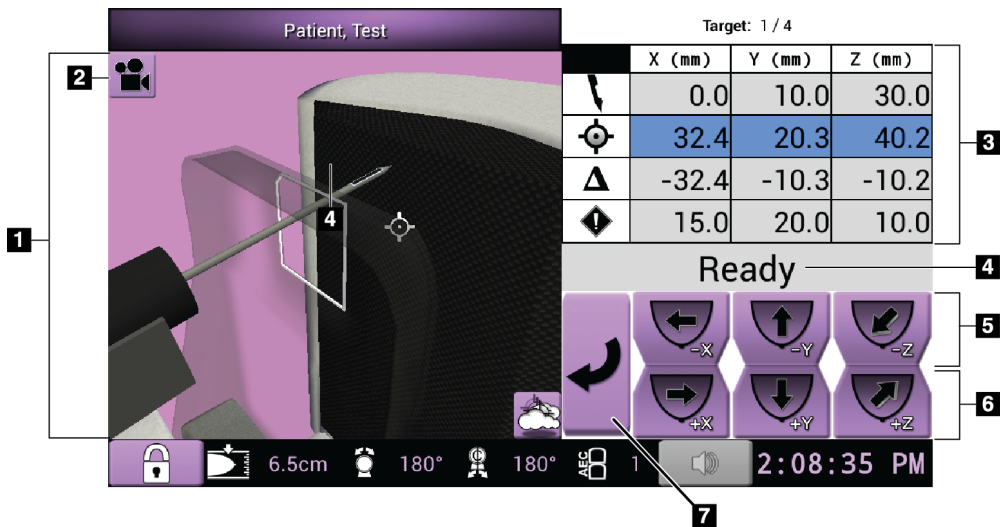 Patient, Test
Target: 1 / 4
X (mm) Y (mm) Z (mm)
0.0 10.0 30.0
32.4 20.3 40.2
Δ -32.4 -10.3 -10.2
! 15.0 20.0 10.0
Ready
-X -Y -Z
+X +Y +Z
6.5cm 180° C 180° AEC 1 2:08:35 PM
1
2
3
4
4
5
6
7